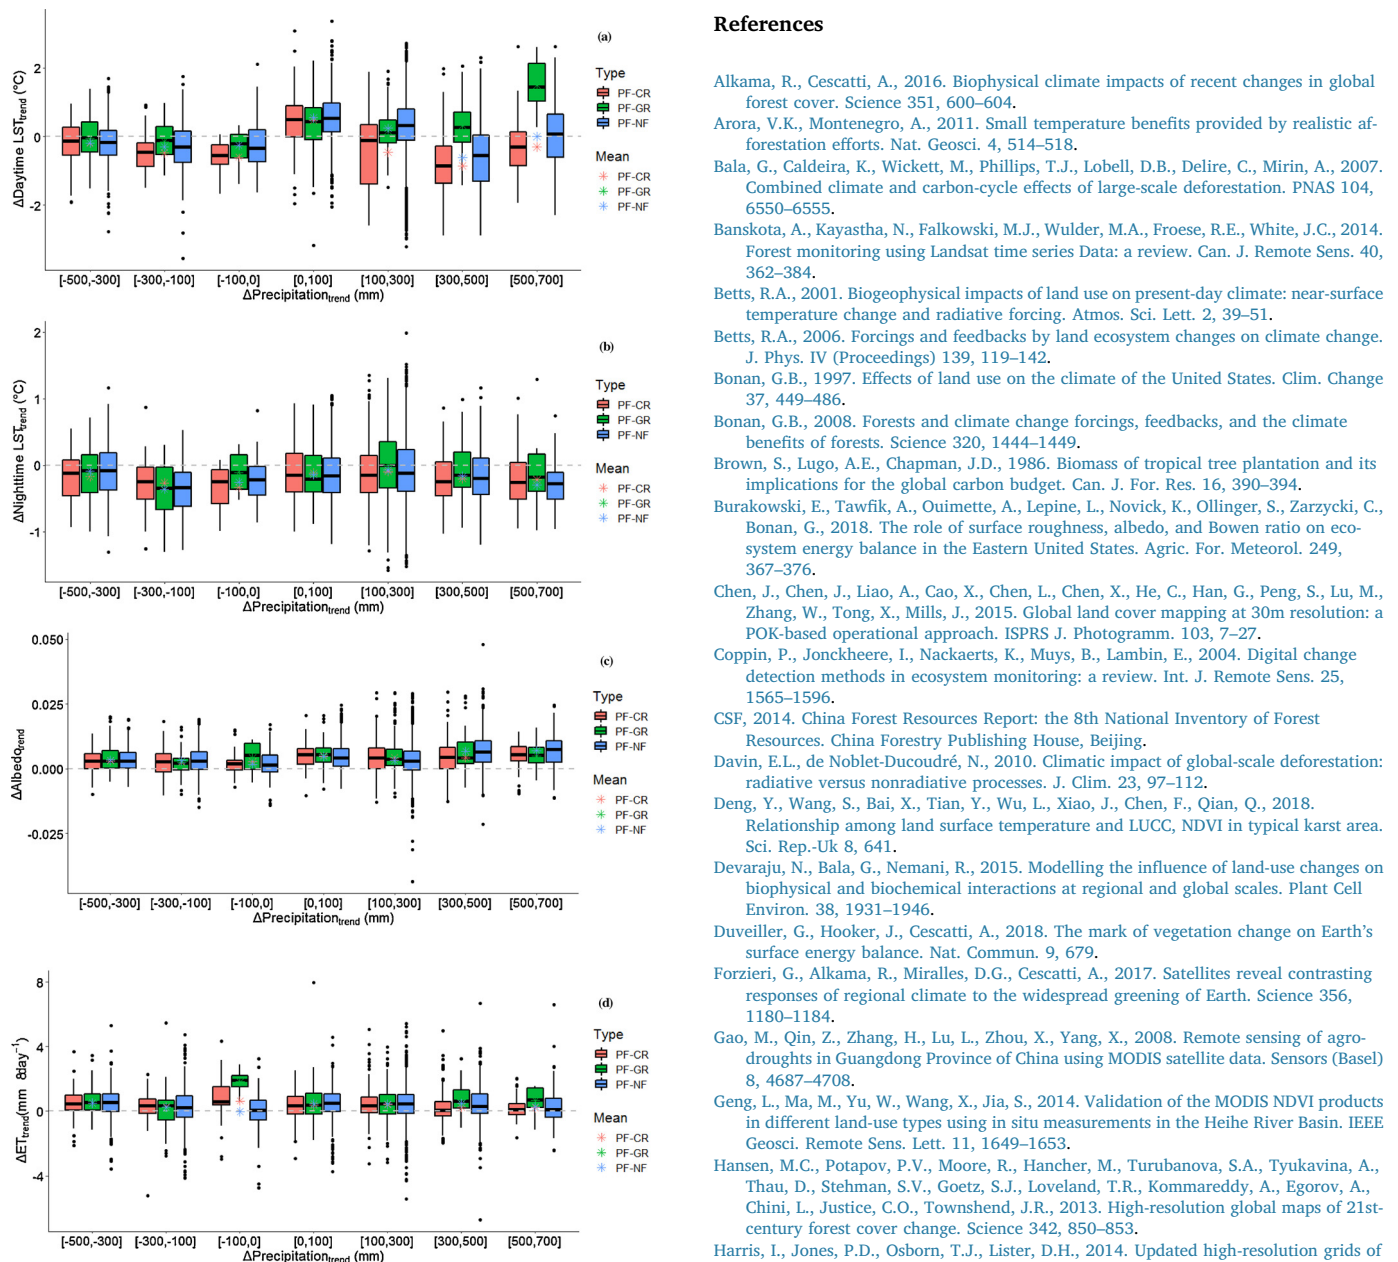 (a)
ΔDaytime LSTtrend (°C)
2
0
-2
Type
PF-CR
PF-GR
PF-NF
Mean
PF-CR
PF-GR
PF-NF
[-500,-300] [-300,-100] [-100,0] [0,100] [100,300] [300,500] [500,700]
ΔPrecipitationtrend (mm)
(b)
ΔNighttime LSTtrend (°C)
2
1
0
-1
Type
PF-CR
PF-GR
PF-NF
Mean
PF-CR
PF-GR
PF-NF
[-500,-300] [-300,-100] [-100,0] [0,100] [100,300] [300,500] [500,700]
ΔPrecipitationtrend (mm)
(c)
ΔAlbedotrend
0.050
0.025
0.000
-0.025
Type
PF-CR
PF-GR
PF-NF
Mean
PF-CR
PF-GR
PF-NF
[-500,-300] [-300,-100] [-100,0] [0,100] [100,300] [300,500] [500,700]
ΔPrecipitationtrend (mm)
(d)
ΔETtrend(mm 8day−1)
8
4
0
-4
Type
PF-CR
PF-GR
PF-NF
Mean
PF-CR
PF-GR
PF-NF
[-500,-300] [-300,-100] [-100,0] [0,100] [100,300] [300,500] [500,700]
ΔPrecipitationtrend (mm)
References
Alkama, R., Cescatti, A., 2016. Biophysical climate impacts of recent changes in global
forest cover. Science 351, 600–604.
Arora, V.K., Montenegro, A., 2011. Small temperature benefits provided by realistic af-
forestation efforts. Nat. Geosci. 4, 514–518.
Bala, G., Caldeira, K., Wickett, M., Phillips, T.J., Lobell, D.B., Delire, C., Mirin, A., 2007.
Combined climate and carbon-cycle effects of large-scale deforestation. PNAS 104,
6550–6555.
Banskota, A., Kayastha, N., Falkowski, M.J., Wulder, M.A., Froese, R.E., White, J.C., 2014.
Forest monitoring using Landsat time series Data: a review. Can. J. Remote Sens. 40,
362–384.
Betts, R.A., 2001. Biogeophysical impacts of land use on present-day climate: near-surface
temperature change and radiative forcing. Atmos. Sci. Lett. 2, 39–51.
Betts, R.A., 2006. Forcings and feedbacks by land ecosystem changes on climate change.
J. Phys. IV (Proceedings) 139, 119–142.
Bonan, G.B., 1997. Effects of land use on the climate of the United States. Clim. Change
37, 449–486.
Bonan, G.B., 2008. Forests and climate change forcings, feedbacks, and the climate
benefits of forests. Science 320, 1444–1449.
Brown, S., Lugo, A.E., Chapman, J.D., 1986. Biomass of tropical tree plantation and its
implications for the global carbon budget. Can. J. For. Res. 16, 390–394.
Burakowski, E., Tawfik, A., Ouimette, A., Lepine, L., Novick, K., Ollinger, S., Zarzycki, C.,
Bonan, G., 2018. The role of surface roughness, albedo, and Bowen ratio on eco-
system energy balance in the Eastern United States. Agric. For. Meteorol. 249,
367–376.
Chen, J., Chen, J., Liao, A., Cao, X., Chen, L., Chen, X., He, C., Han, G., Peng, S., Lu, M.,
Zhang, W., Tong, X., Mills, J., 2015. Global land cover mapping at 30m resolution: a
POK-based operational approach. ISPRS J. Photogramm. 103, 7–27.
Coppin, P., Jonckheere, I., Nackaerts, K., Muys, B., Lambin, E., 2004. Digital change
detection methods in ecosystem monitoring: a review. Int. J. Remote Sens. 25,
1565–1596.
CSF, 2014. China Forest Resources Report: the 8th National Inventory of Forest
Resources. China Forestry Publishing House, Beijing.
Davin, E.L., de Noblet-Ducoudré, N., 2010. Climatic impact of global-scale deforestation:
radiative versus nonradiative processes. J. Clim. 23, 97–112.
Deng, Y., Wang, S., Bai, X., Tian, Y., Wu, L., Xiao, J., Chen, F., Qian, Q., 2018.
Relationship among land surface temperature and LUCC, NDVI in typical karst area.
Sci. Rep.-Uk 8, 641.
Devaraju, N., Bala, G., Nemani, R., 2015. Modelling the influence of land-use changes on
biophysical and biochemical interactions at regional and global scales. Plant Cell
Environ. 38, 1931–1946.
Duveiller, G., Hooker, J., Cescatti, A., 2018. The mark of vegetation change on Earth’s
surface energy balance. Nat. Commun. 9, 679.
Forzieri, G., Alkama, R., Miralles, D.G., Cescatti, A., 2017. Satellites reveal contrasting
responses of regional climate to the widespread greening of Earth. Science 356,
1180–1184.
Gao, M., Qin, Z., Zhang, H., Lu, L., Zhou, X., Yang, X., 2008. Remote sensing of agro-
droughts in Guangdong Province of China using MODIS satellite data. Sensors (Basel)
8, 4687–4708.
Geng, L., Ma, M., Yu, W., Wang, X., Jia, S., 2014. Validation of the MODIS NDVI products
in different land-use types using in situ measurements in the Heihe River Basin. IEEE
Geosci. Remote Sens. Lett. 11, 1649–1653.
Hansen, M.C., Potapov, P.V., Moore, R., Hancher, M., Turubanova, S.A., Tyukavina, A.,
Thau, D., Stehman, S.V., Goetz, S.J., Loveland, T.R., Kommareddy, A., Egorov, A.,
Chini, L., Justice, C.O., Townshend, J.R., 2013. High-resolution global maps of 21st-
century forest cover change. Science 342, 850–853.
Harris, I., Jones, P.D., Osborn, T.J., Lister, D.H., 2014. Updated high-resolution grids of